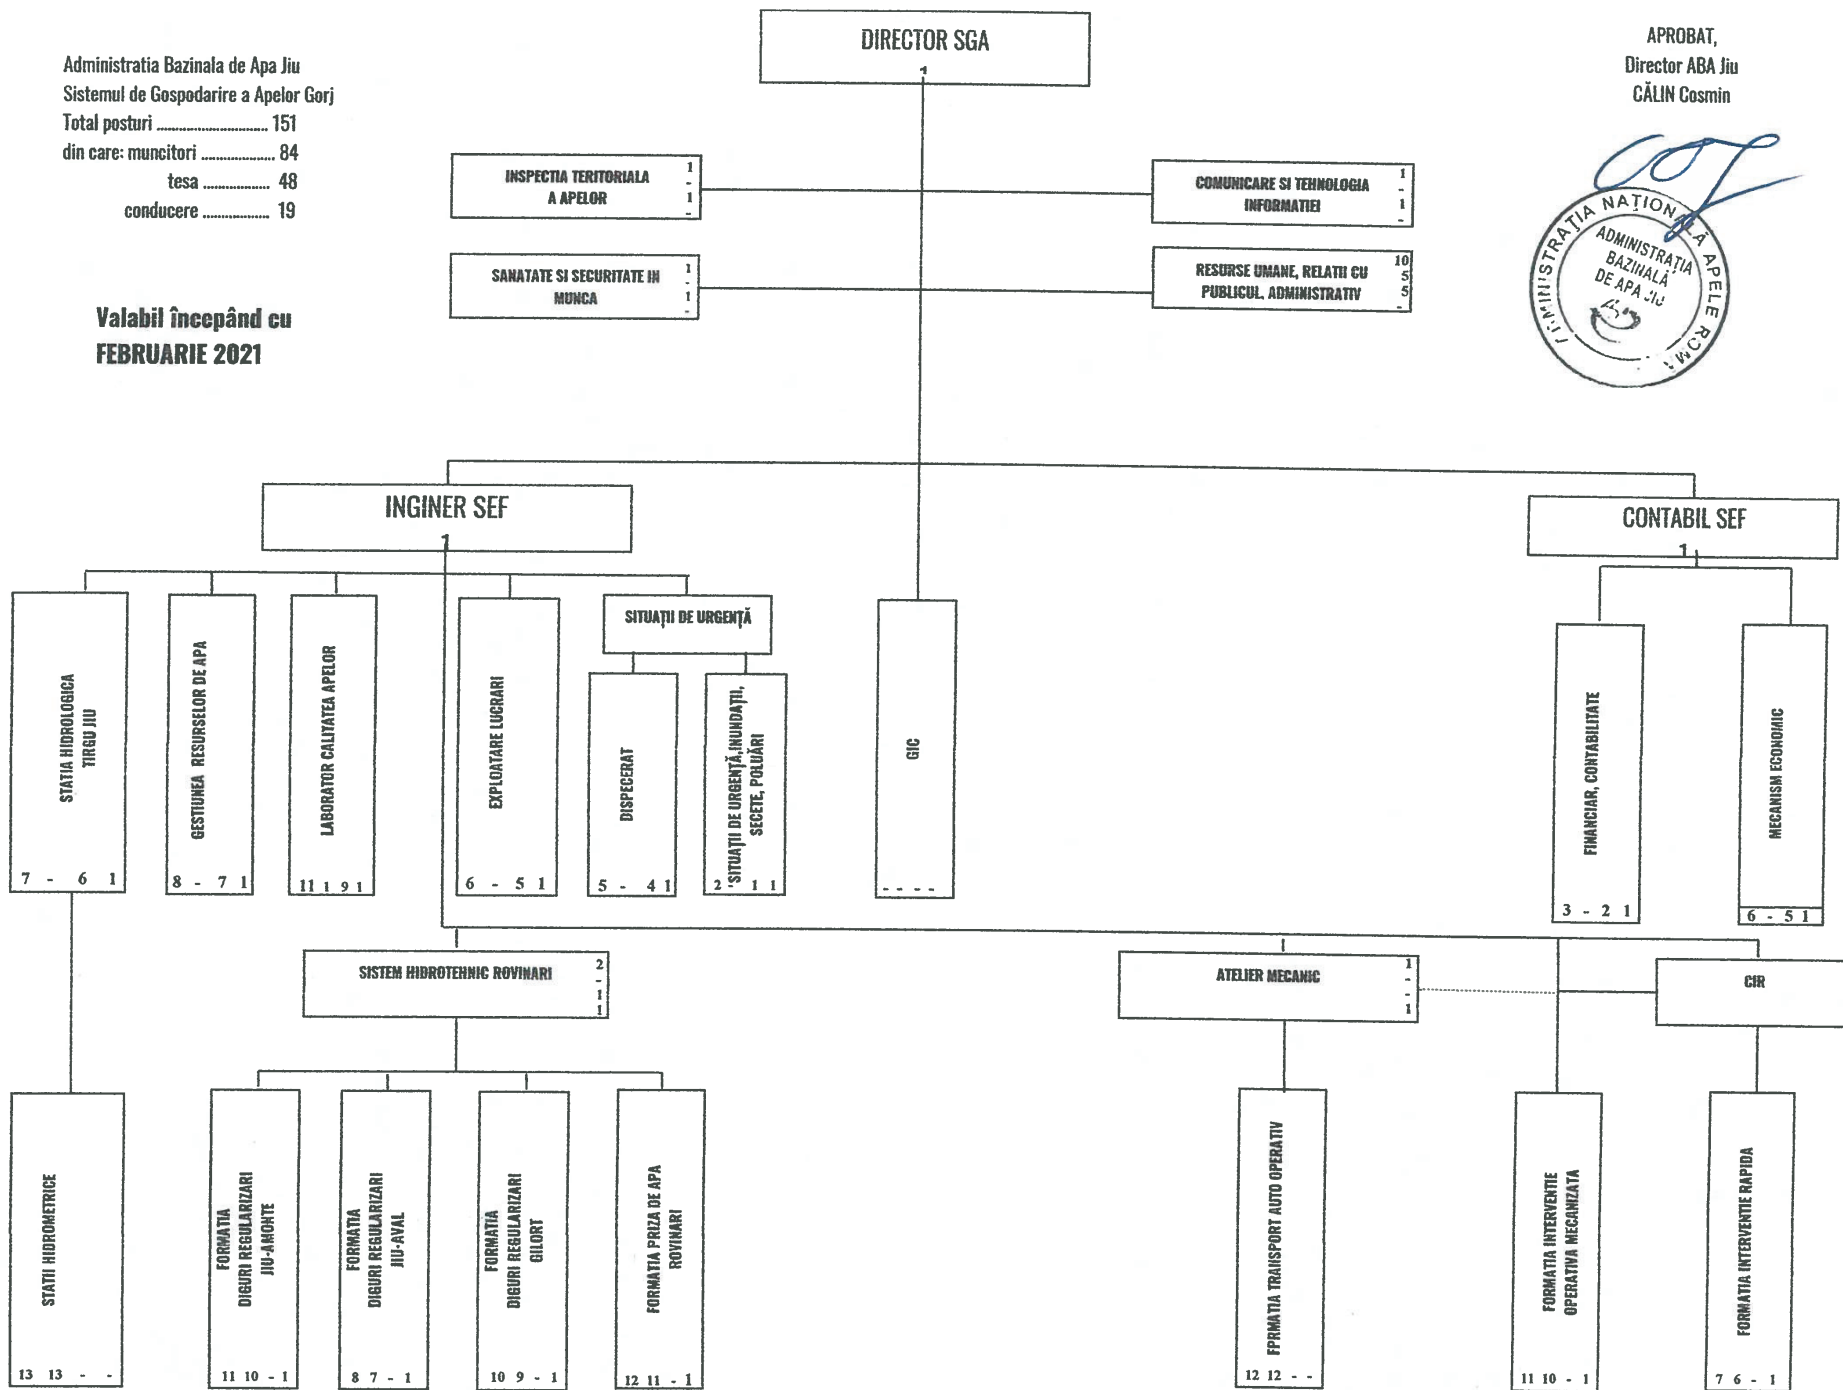 DIRECTOR SGA
1
Administratia Bazinala de Apa Jiu
Sistemul de Gospodarire a Apelor Gorj
Total posturi ................................ 151
din care: muncitori ..................... 84
tesa ................... 48
conducere ................... 19
Valabil începând cu
FEBRUARIE 2021
APROBAT,
Director ABA Jiu
CĂLIN Cosmin
NAȚIONALĂ APELE
ADMINISTRAȚIA
BAZINALĂ
DE APA JIU
INSPECTIA TERITORIALA
A APELOR
1
-
1
-
COMUNICARE SI TEHNOLOGIA
INFORMATIEI
1
-
1
-
SANATATE SI SECURITATE IN
MUNCA
1
-
1
-
RESURSE UMANE, RELATII CU
PUBLICUL, ADMINISTRATIV
10
5
5
-
INGINER SEF
1
CONTABIL SEF
1
STATIA HIDROLOGICA
TIRGU JIU
7 - 6 1
GESTIUNEA RESURSELOR DE APA
8 - 7 1
LABORATOR CALITATEA APELOR
11 1 9 1
EXPLOATARE LUCRARI
6 - 5 1
SITUAȚII DE URGENȚĂ
DISPECERAT
5 - 4 1
SITUAȚII DE URGENȚĂ,INUNDAȚII,
SECETE, POLUĂRI
2 - 1 1
GIC
- - - -
FINANCIAR, CONTABILITATE
3 - 2 1
MECANISM ECONOMIC
6 - 5 1
SISTEM HIDROTEHNIC ROVINARI
2
-
1
1
ATELIER MECANIC
1
-
-
1
CIR
STATII HIDROMETRICE
13 13 - -
FORMATIA
DIGURI REGULARIZARI
JIU-AMONTE
11 10 - 1
FORMATIA
DIGURI REGULARIZARI
JIU-AVAL
8 7 - 1
FORMATIA
DIGURI REGULARIZARI
GILORT
10 9 - 1
FORMATIA PRIZA DE APA
ROVINARI
12 11 - 1
FPRMATIA TRANSPORT AUTO OPERATIV
12 12 - -
FORMATIA INTERVENTIE
OPERATIVA MECANIZATA
11 10 - 1
FORMATIA INTERVENTIE RAPIDA
7 6 - 1